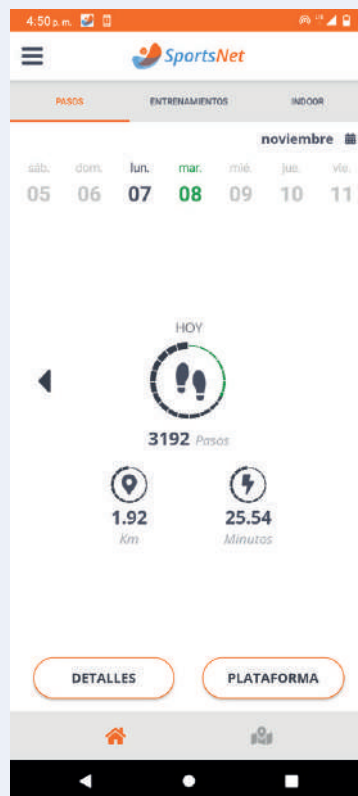 4:50 p. m.
SportsNet
PASOS ENTRENAMIENTOS INDOOR
noviembre
sáb. dom. lun. mar. mié. jue. vie.
05 06 07 08 09 10 11
HOY
3192 Pasos
1.92 25.54
Km Minutos
DETALLES PLATAFORMA